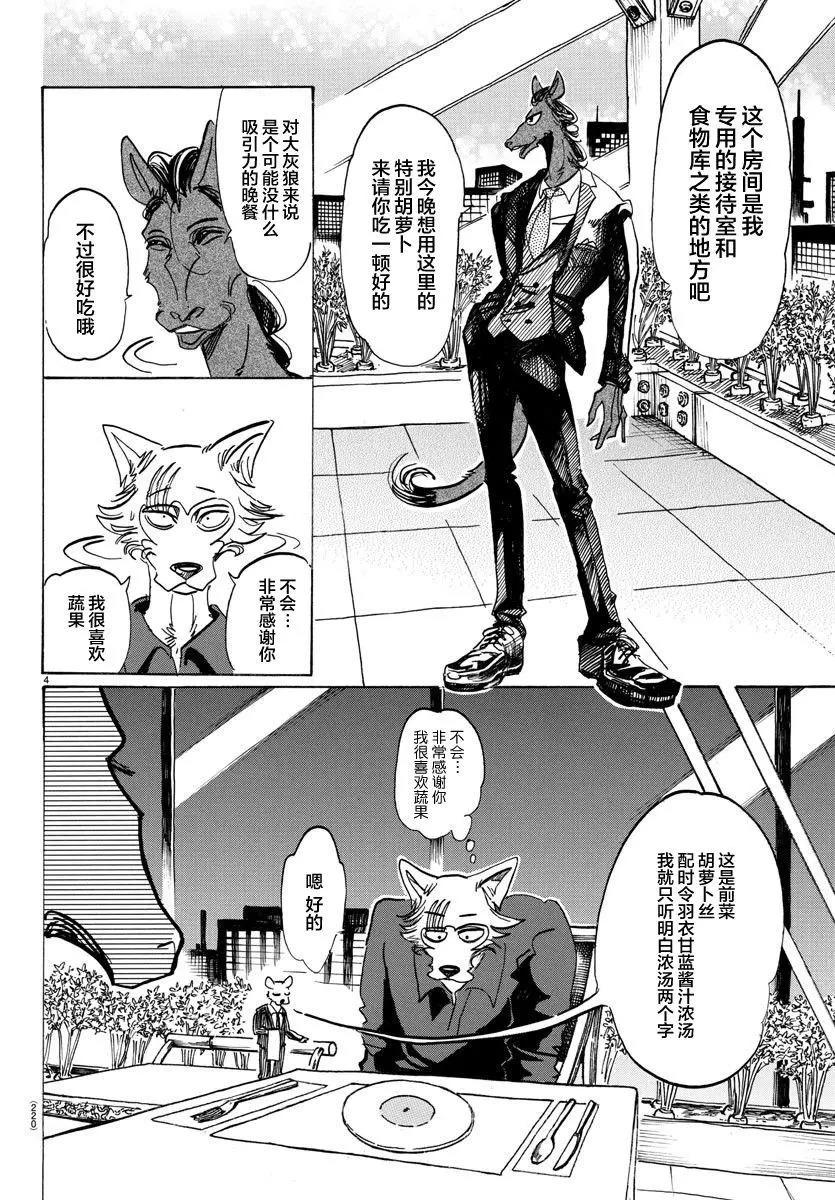 这个房间是我
专用的接待室和
食物库之类的地方吧
我今晚想用这里的
特别胡萝卜
来请你吃一顿好的
对大灰狼来说
是个可能没什么
吸引力的晚餐
不过很好吃哦
不会…
非常感谢你
我很喜欢
蔬果
4
这是前菜
胡萝卜丝
配时令羽衣甘蓝酱汁浓汤
我就只听明白浓汤两个字
不会…
非常感谢你
我很喜欢蔬果
嗯 好的
(220)